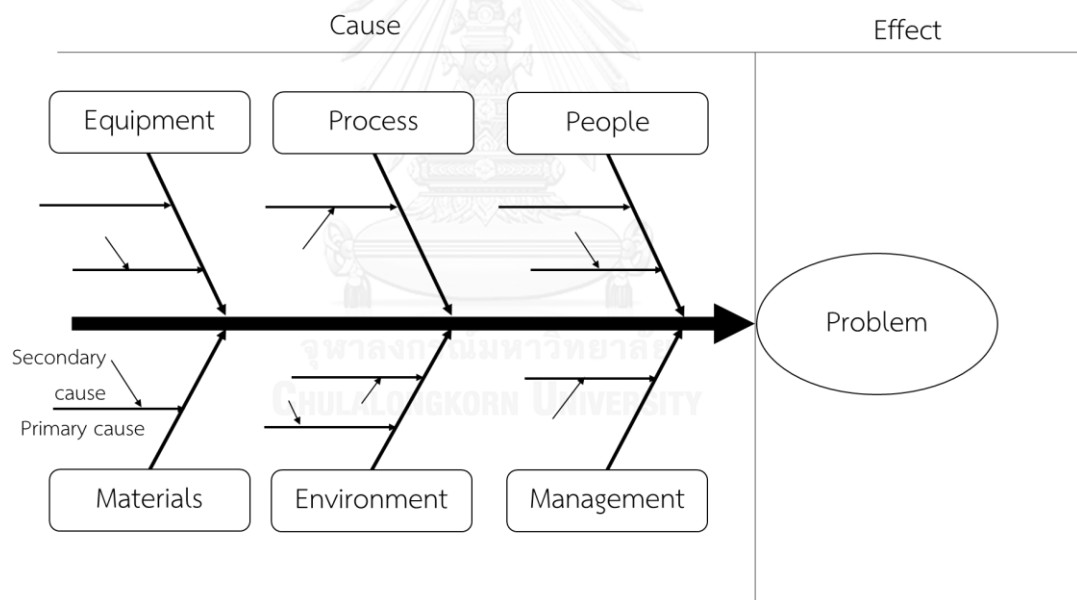 Cause
Effect
Equipment
Process
People
Problem
Secondary
cause
Primary cause
Materials
Environment
Management
จุฬาลงกรณ์มหาวิทยาลัย
CHULALONGKORN UNIVERSITY